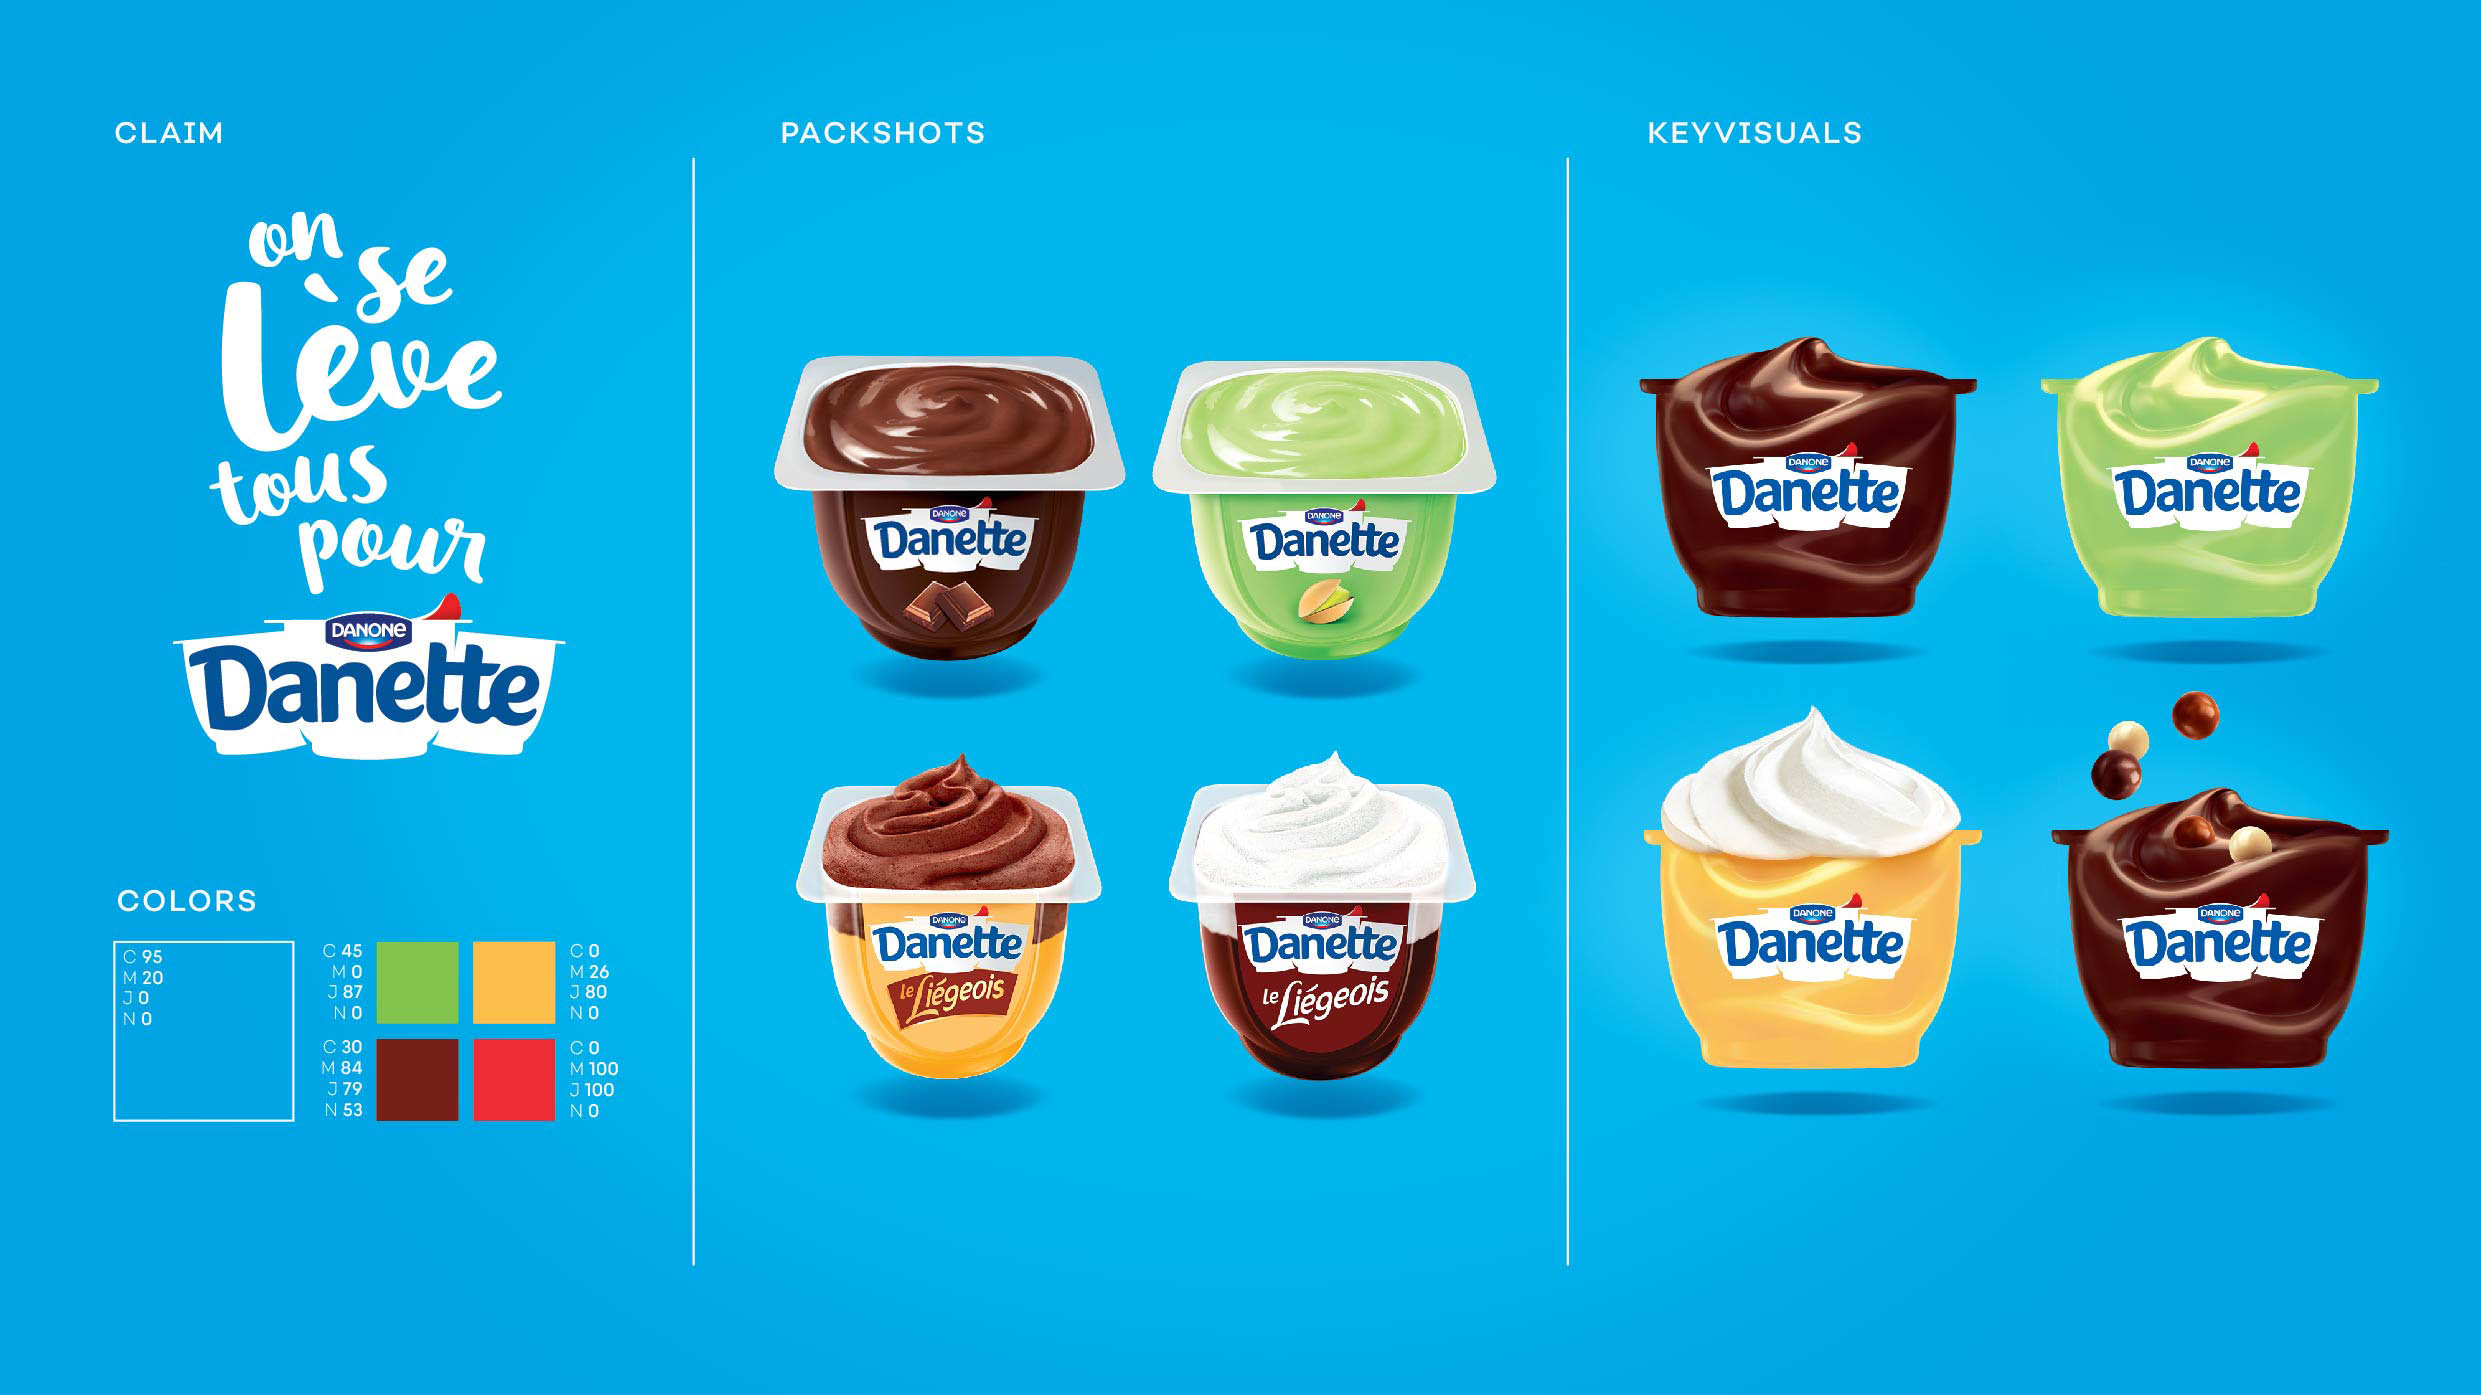 CLAIM
on
se
lève
tous
pour
DANONE
Danette
COLORS
C 95
M 20
J 0
N 0
C 45
M 0
J 87
N 0
C 0
M 26
J 80
N 0
C 30
M 84
J 79
N 53
C 0
M 100
J 100
N 0
PACKSHOTS
DANONE
Danette
DANONE
Danette
DANONE
Danette
le Liégeois
DANONE
Danette
le Liégeois
KEYVISUALS
DANONE
Danette
DANONE
Danette
DANONE
Danette
DANONE
Danette